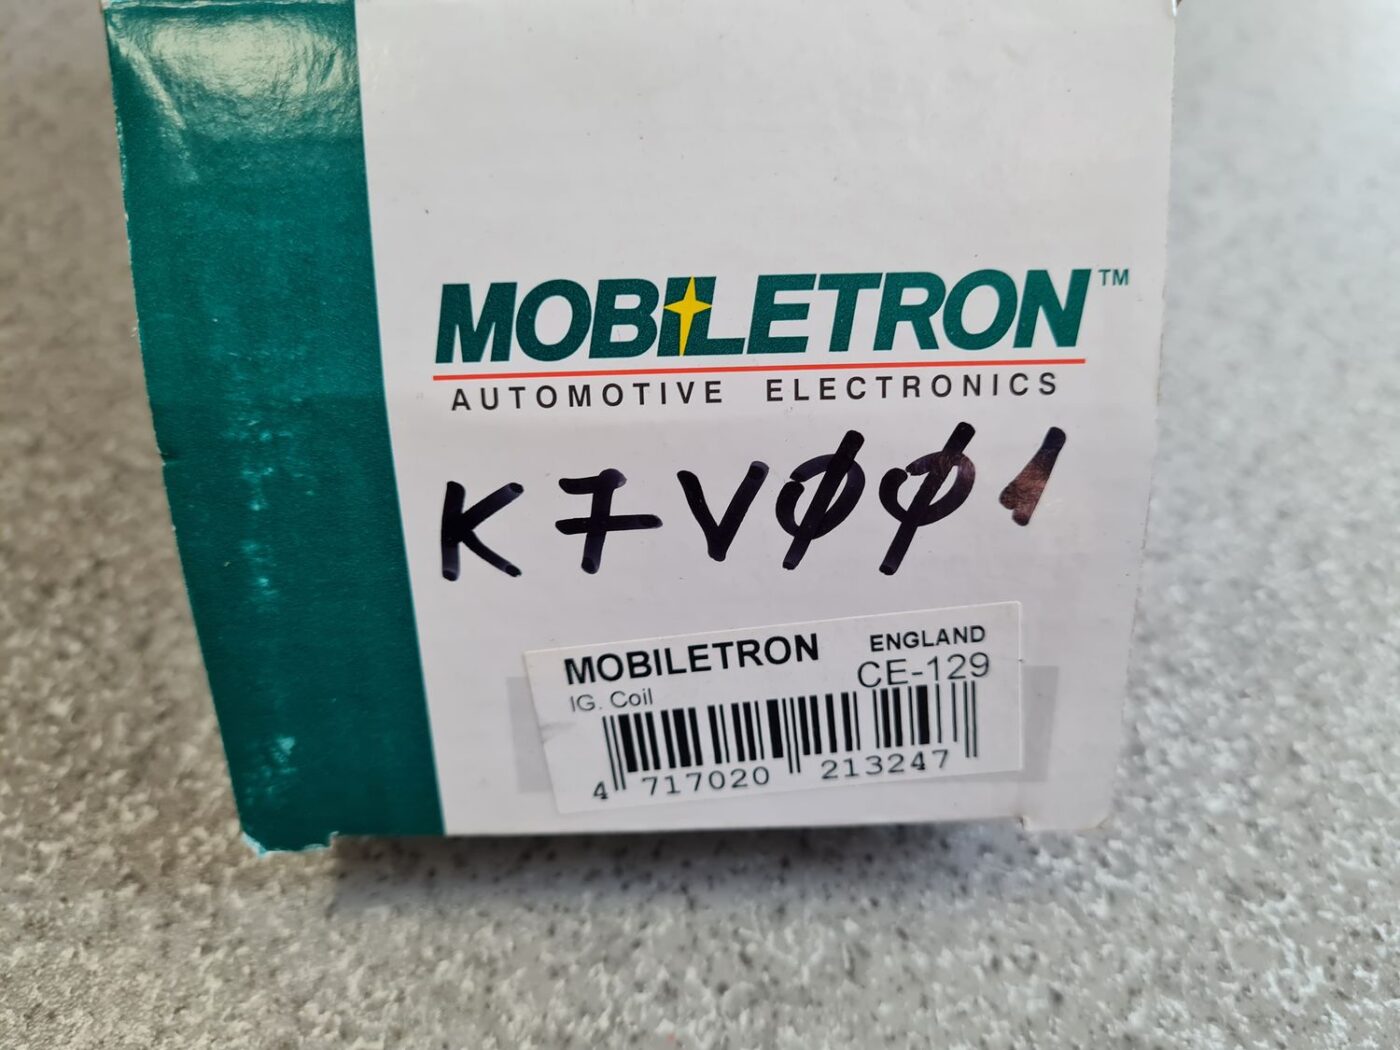 MOBILETRON™
AUTOMOTIVE ELECTRONICS
K7V001
MOBILETRON ENGLAND
IG. Coil CE-129
4 717020 213247